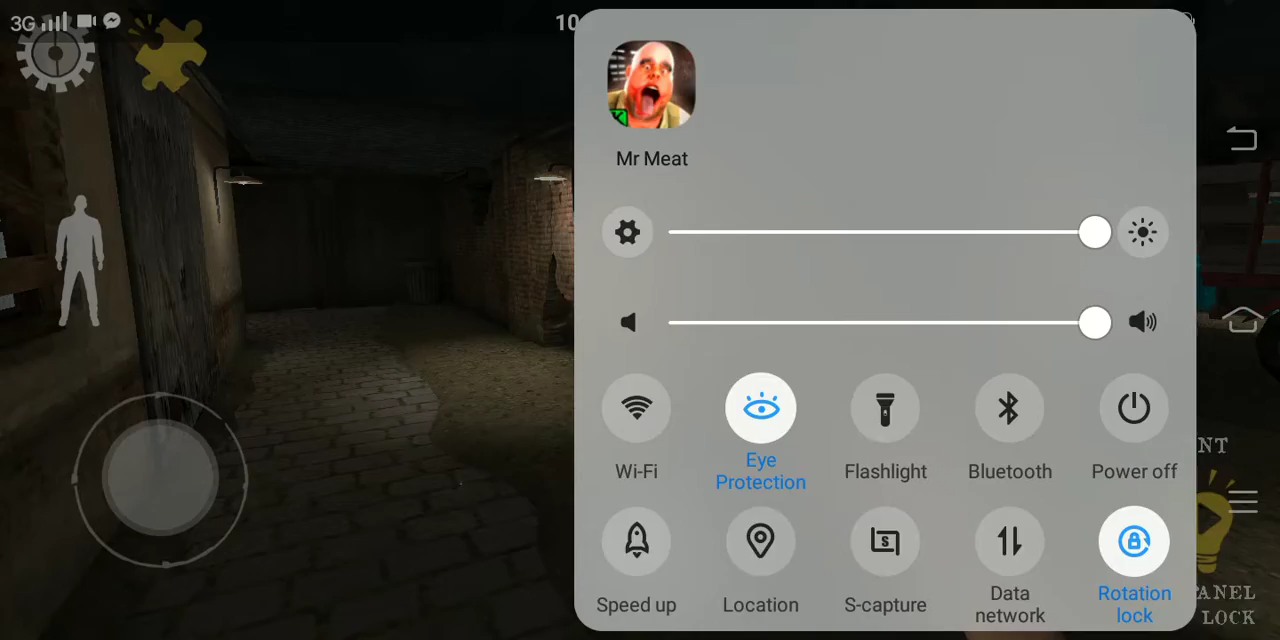 3G
10
Mr Meat
Wi-Fi
Eye
Protection
Flashlight
Bluetooth
Power off
NT
Speed up
Location
S-capture
Data
network
Rotation
lock
ANEL
LOCK